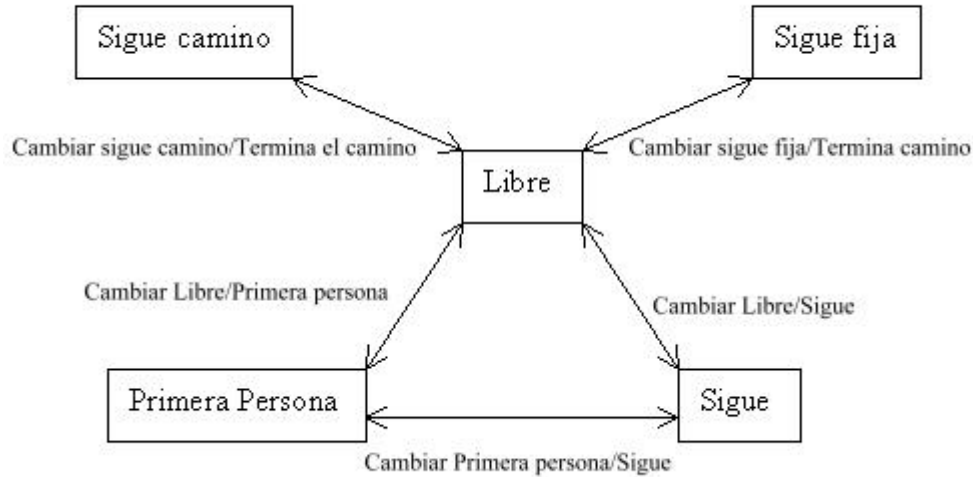 Sigue camino
Sigue fija
Cambiar sigue camino/Termina el camino
Cambiar sigue fija/Termina camino
Libre
Cambiar Libre/Primera persona
Cambiar Libre/Sigue
Primera Persona
Sigue
Cambiar Primera persona/Sigue